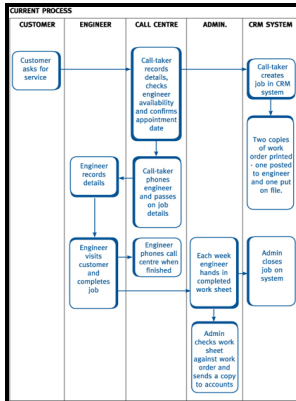 CURRENT PROCESS
CUSTOMER
ENGINEER
CALL CENTRE
ADMIN.
CRM SYSTEM
Customer
asks for
service
Call-taker
records
details,
checks
engineer
availability
and confirms
appointment
date
Call-taker
creates
job in CRM
system
Two copies
of work
order printed
- one posted
to engineer
and one put
on file.
Engineer
records
details
Call-taker
phones
engineer
and passes
on job
details
Engineer
visits
customer
and
completes
job
Engineer
phones call
centre when
finished
Each week
engineer
hands in
completed
work sheet
Admin
closes
job on
system
Admin
checks work
sheet
against work
order and
sends a copy
to accounts